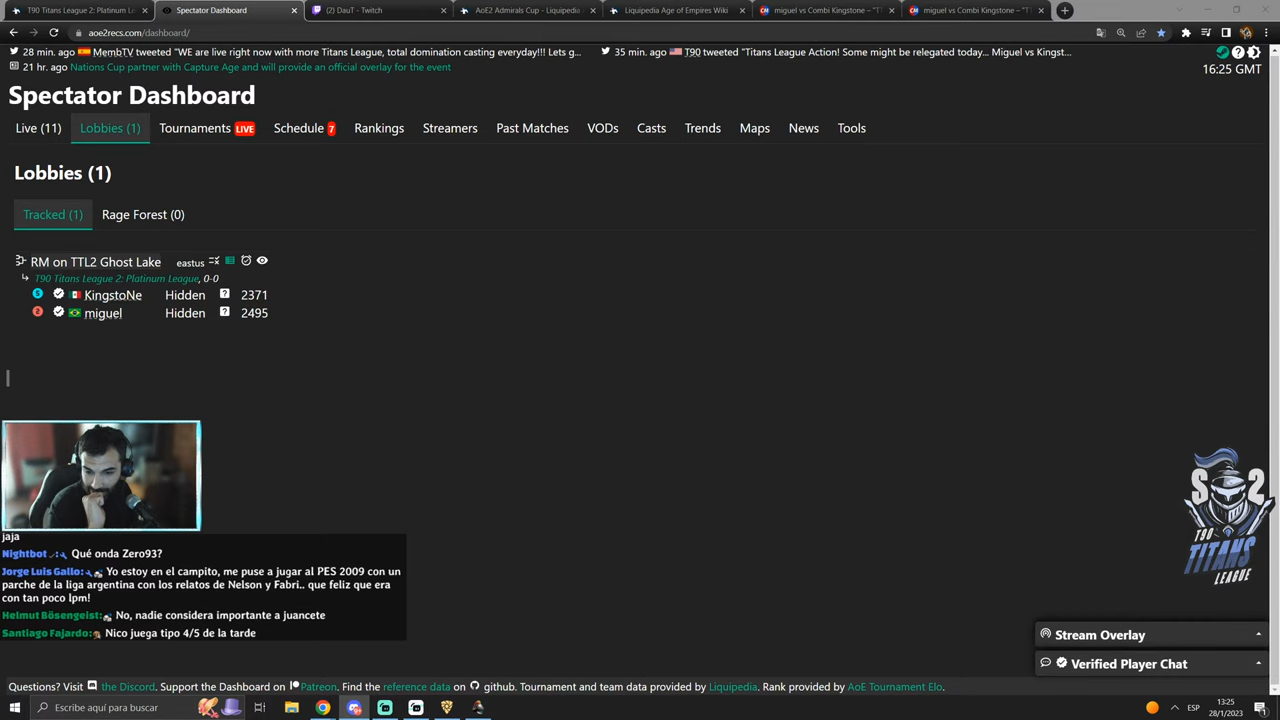 T90 Titans League 2: Platinum L
Spectator Dashboard
(2) DauT - Twitch
AoE2 Admirals Cup - Liquipedia
Liquipedia Age of Empires Wiki
miguel vs Combi Kingstone – "T
miguel vs Combi Kingstone – "T
aoe2recs.com/dashboard/
28 min. ago MembTV tweeted "WE are live right now with more Titans League, total domination casting everyday!!! Lets g...
35 min. ago T90 tweeted "Titans League Action! Some might be relegated today... Miguel vs Kingst...
21 hr. ago Nations Cup partner with Capture Age and will provide an official overlay for the event
16:25 GMT
Spectator Dashboard
Live (11) Lobbies (1) Tournaments LIVE Schedule 7 Rankings Streamers Past Matches VODs Casts Trends Maps News Tools
Lobbies (1)
Tracked (1) Rage Forest (0)
RM on TTL2 Ghost Lake eastus
T90 Titans League 2: Platinum League, 0-0
5 KingstoNe Hidden ? 2371
2 miguel Hidden ? 2495
jaja
Nightbot : Qué onda Zero93?
Jorge Luis Gallo: Yo estoy en el campito, me puse a jugar al PES 2009 con un
parche de la liga argentina con los relatos de Nelson y Fabri.. que feliz que era
con tan poco lpm!
Helmut Bösengeist: No, nadie considera importante a juancete
Santiago Fajardo: Nico juega tipo 4/5 de la tarde
S 2
T90
TITANS
LEAGUE
Stream Overlay
Verified Player Chat
Questions? Visit the Discord. Support the Dashboard on Patreon. Find the reference data on github. Tournament and team data provided by Liquipedia. Rank provided by AoE Tournament Elo.
Escribe aquí para buscar
ESP
13:25
28/1/2023
1